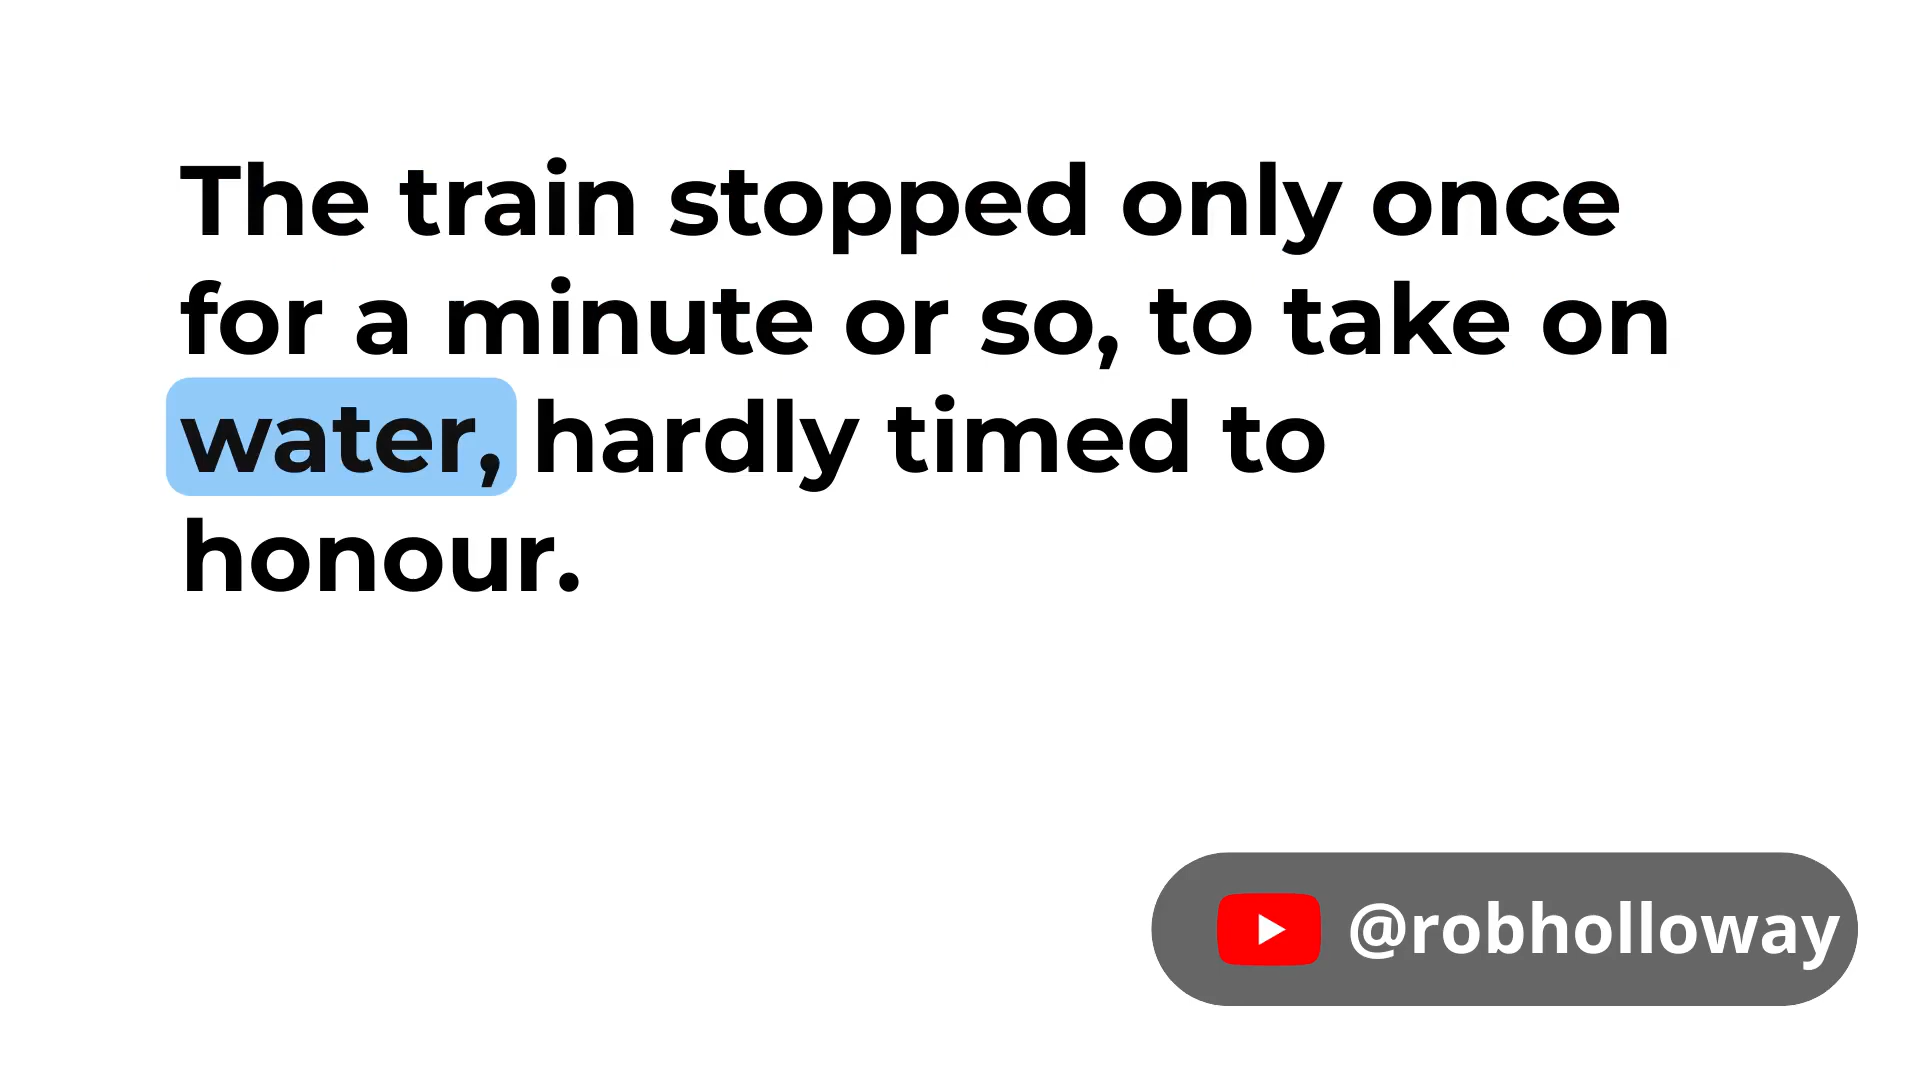 The train stopped only once
for a minute or so, to take on
water, hardly timed to
honour.
@robholloway